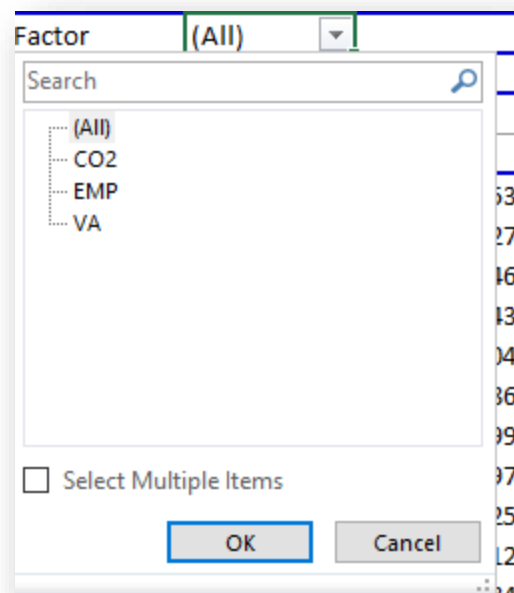 Factor (All)
Search
(All)
CO2
EMP
VA
Select Multiple Items
OK Cancel